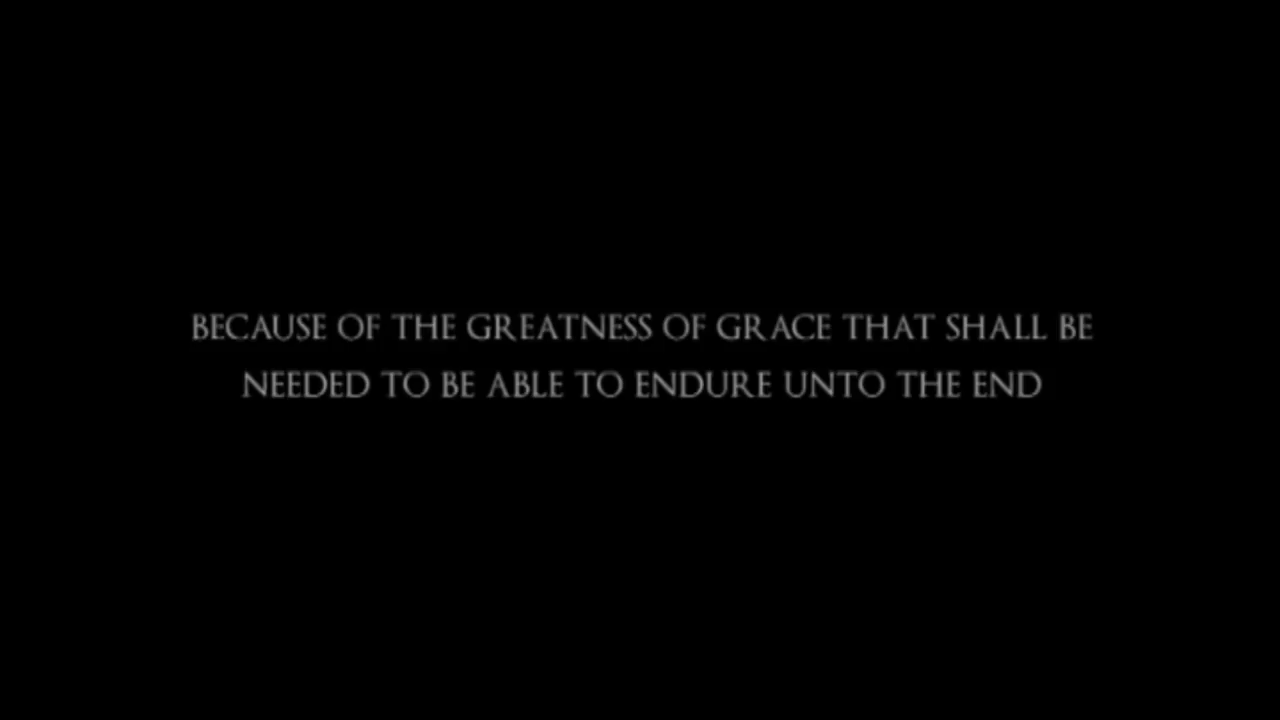 BECAUSE OF THE GREATNESS OF GRACE THAT SHALL BE
NEEDED TO BE ABLE TO ENDURE UNTO THE END